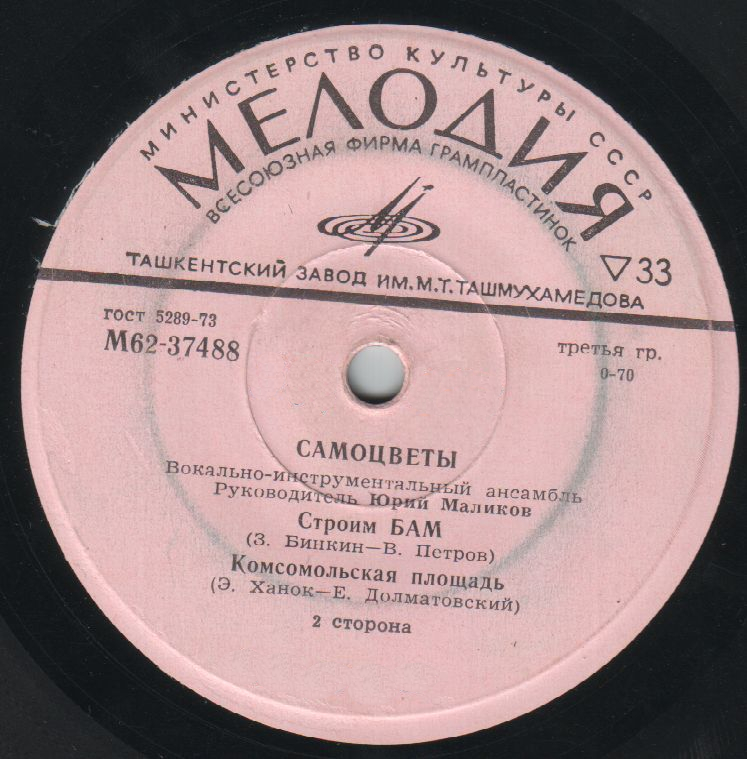 МИНИСТЕРСТВО КУЛЬТУРЫ СССР
МЕЛОДИЯ
ВСЕСОЮЗНАЯ ФИРМА ГРАМПЛАСТИНОК
▽33
ТАШКЕНТСКИЙ ЗАВОД ИМ. М. Т. ТАШМУХАМЕДОВА
гост 5289-73
М62-37488
третья гр.
0-70
САМОЦВЕТЫ
Вокально-инструментальный ансамбль
Руководитель Юрий Маликов
Строим БАМ
(З. Бинкин—В. Петров)
Комсомольская площадь
(Э. Ханок—Е. Долматовский)
2 сторона